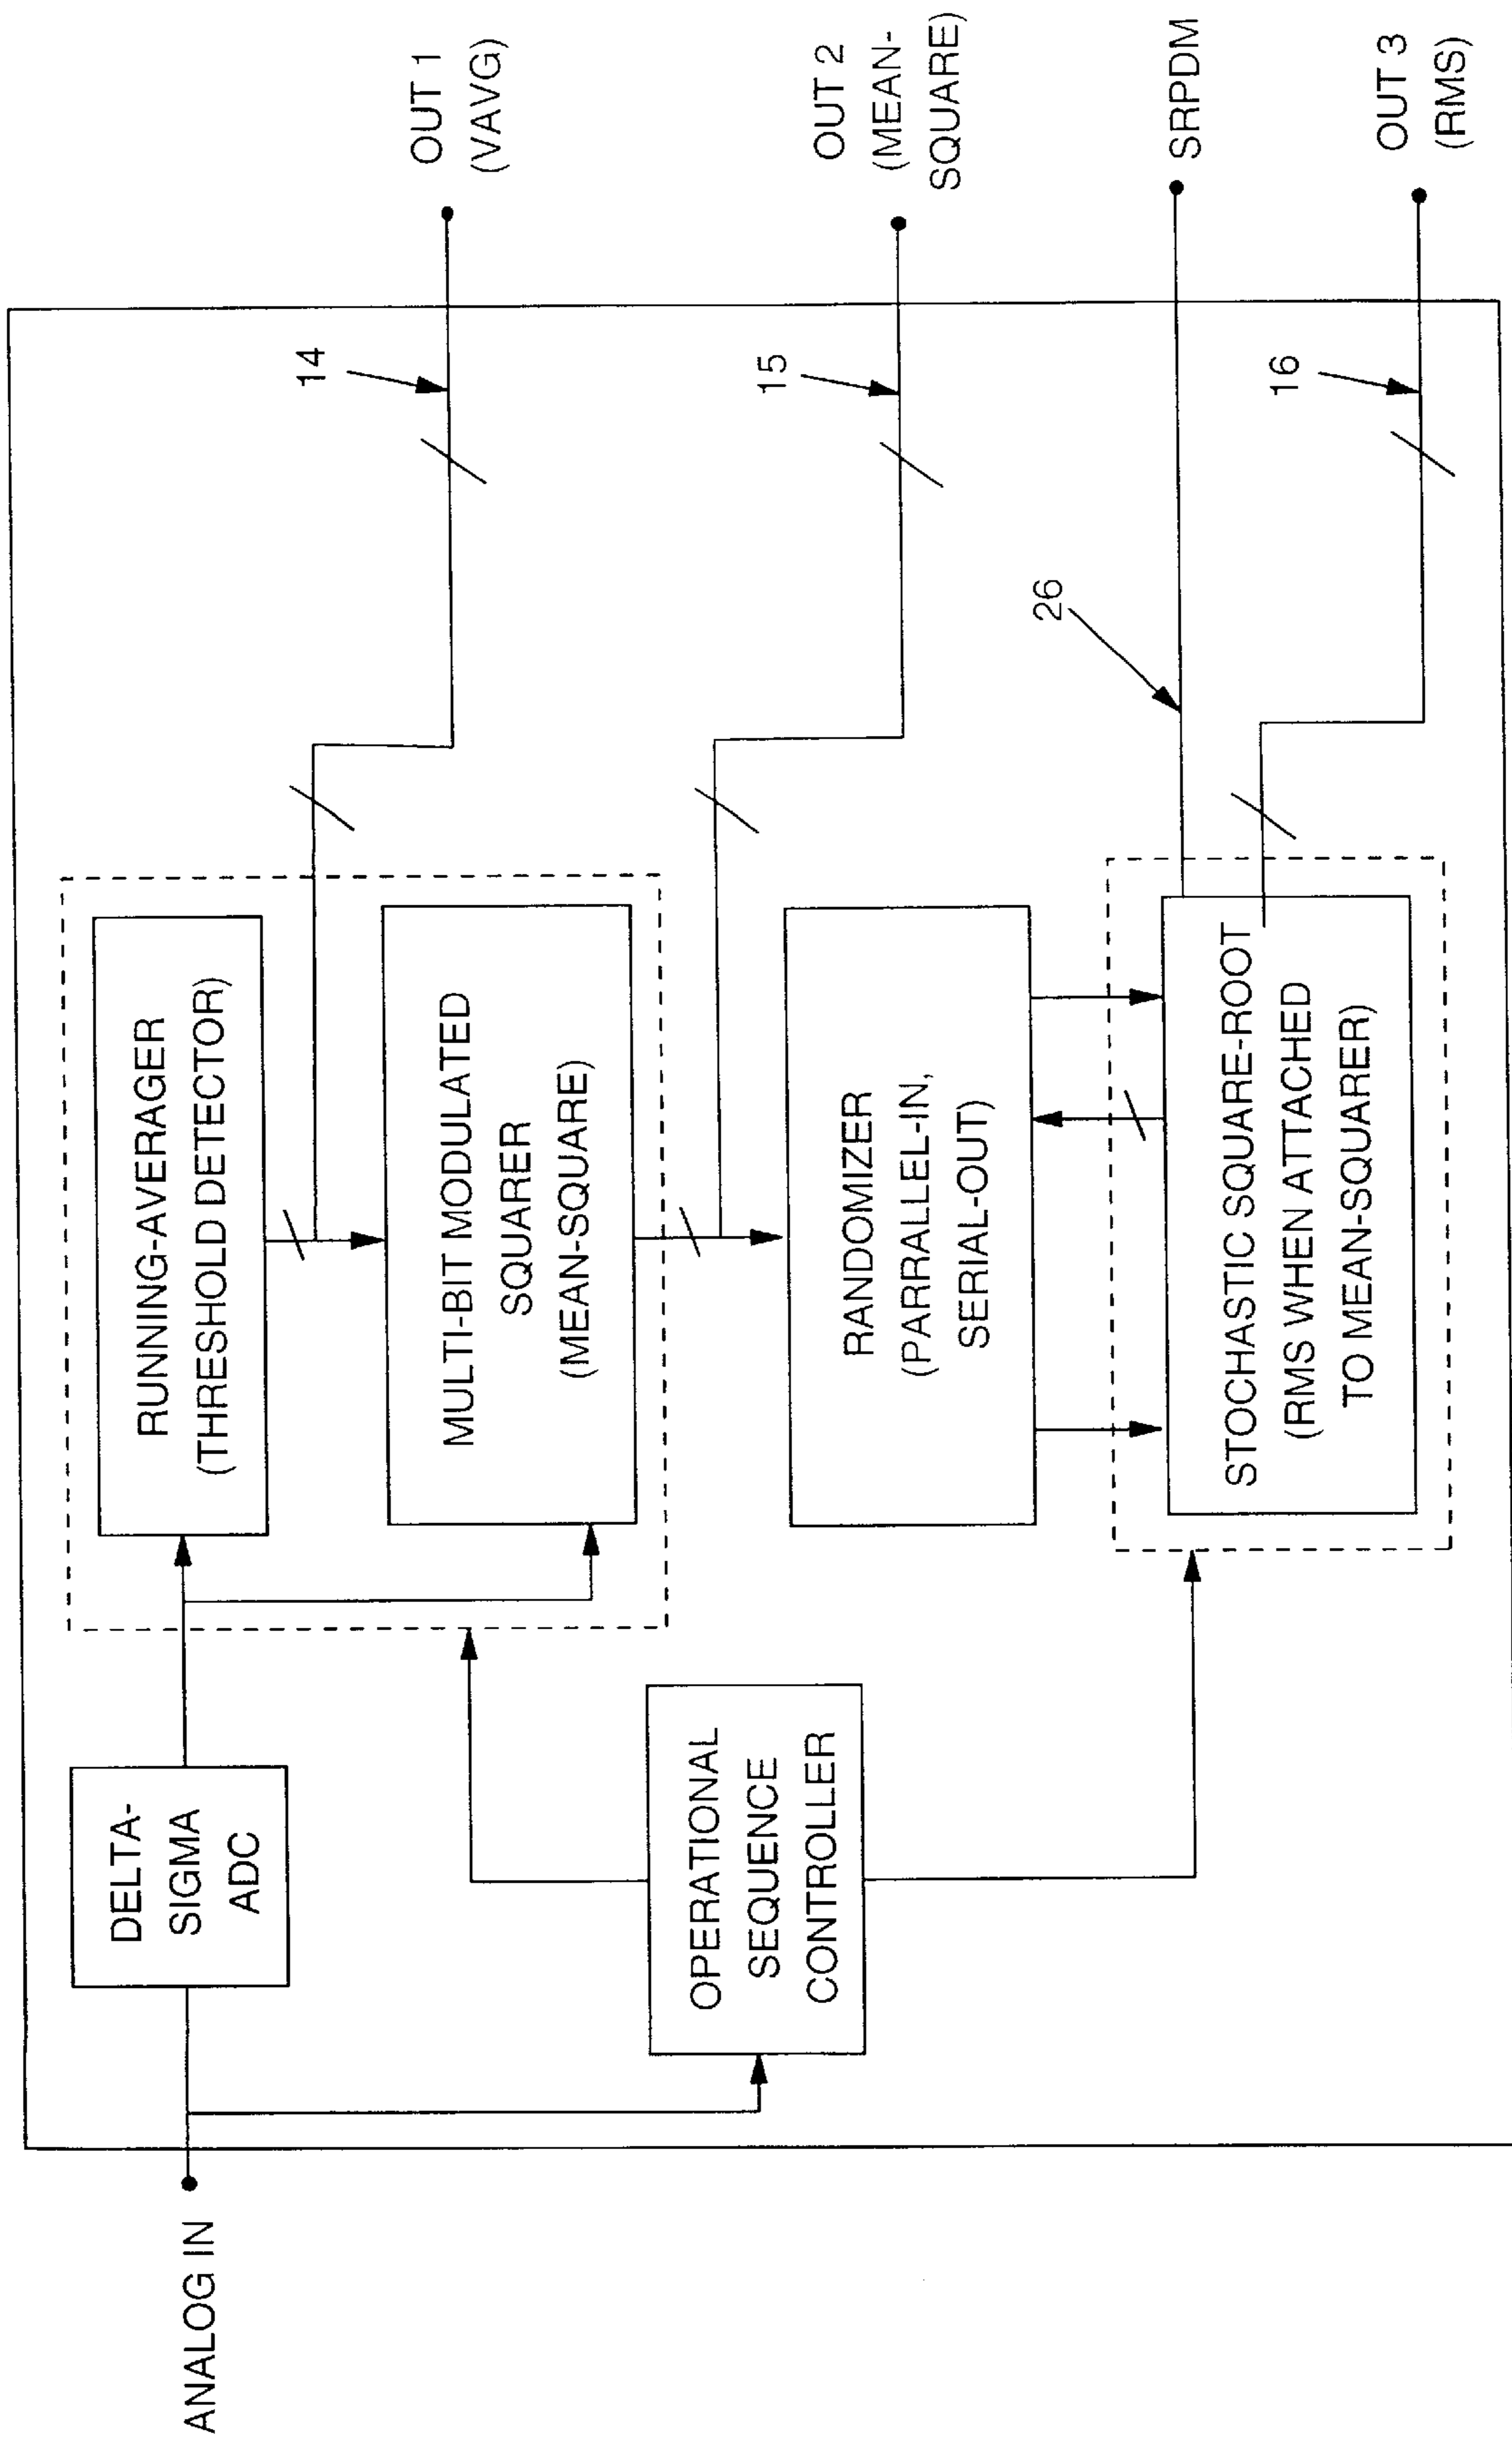 ANALOG IN
DELTA-
SIGMA
ADC
OPERATIONAL
SEQUENCE
CONTROLLER
RUNNING-AVERAGER
(THRESHOLD DETECTOR)
MULTI-BIT MODULATED
SQUARER
(MEAN-SQUARE)
RANDOMIZER
(PARRALLEL-IN,
SERIAL-OUT)
STOCHASTIC SQUARE-ROOT
(RMS WHEN ATTACHED
TO MEAN-SQUARER)
14
15
26
16
OUT 1
(VAVG)
OUT 2
(MEAN-
SQUARE)
SRPDM
OUT 3
(RMS)